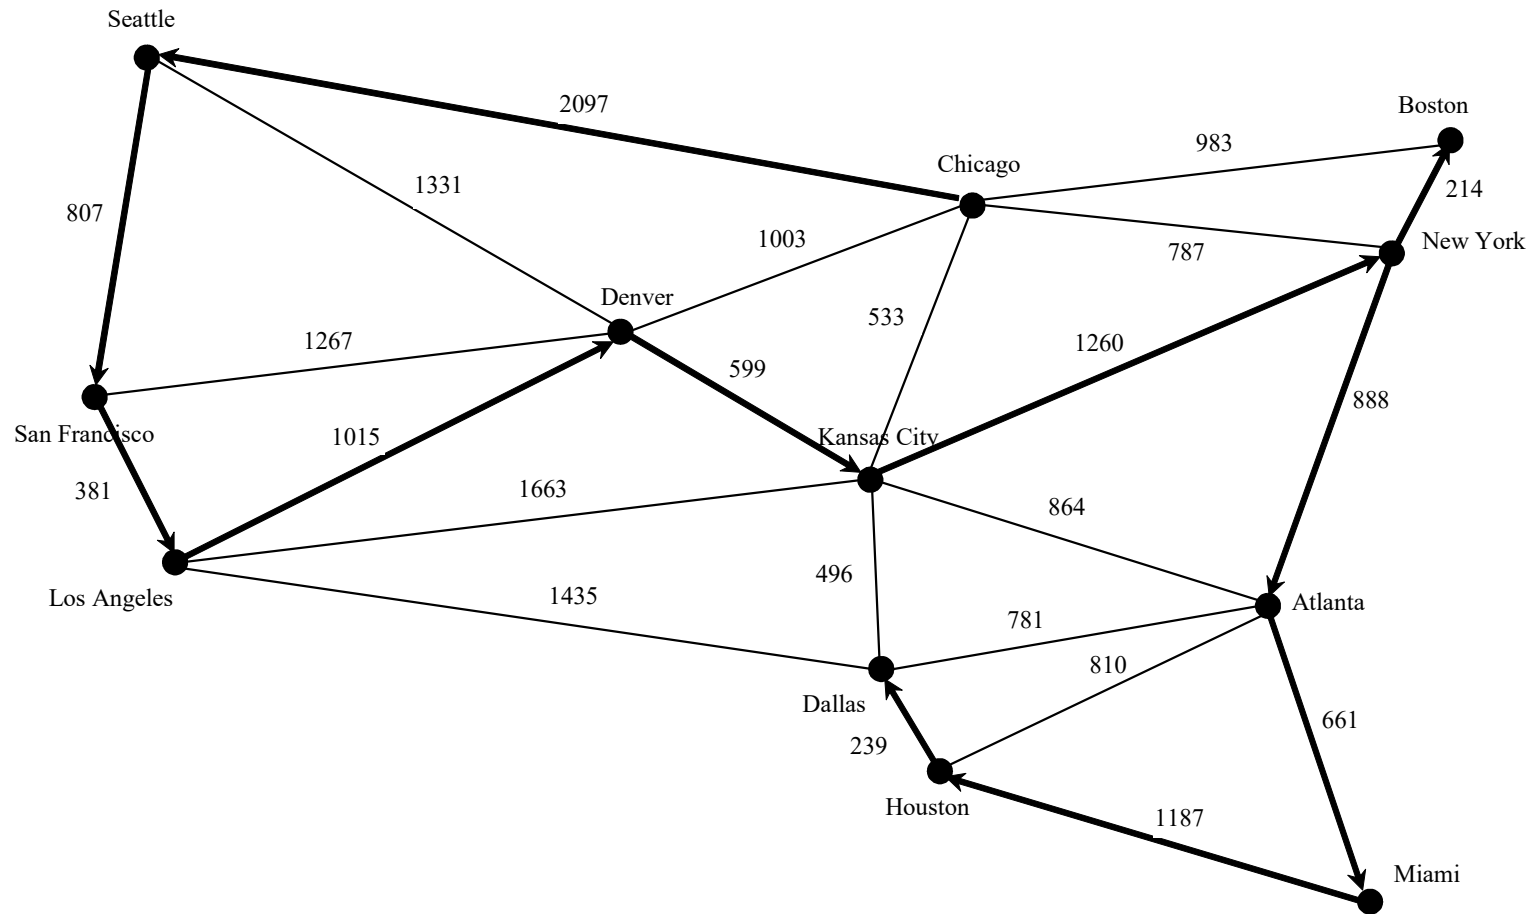 Seattle
2097
Boston
983
Chicago
1331
214
807
1003
New York
787
Denver
533
1267
1260
599
888
San Francisco
1015
Kansas City
381
1663
864
496
1435
Los Angeles
Atlanta
781
810
Dallas
661
239
Houston
1187
Miami